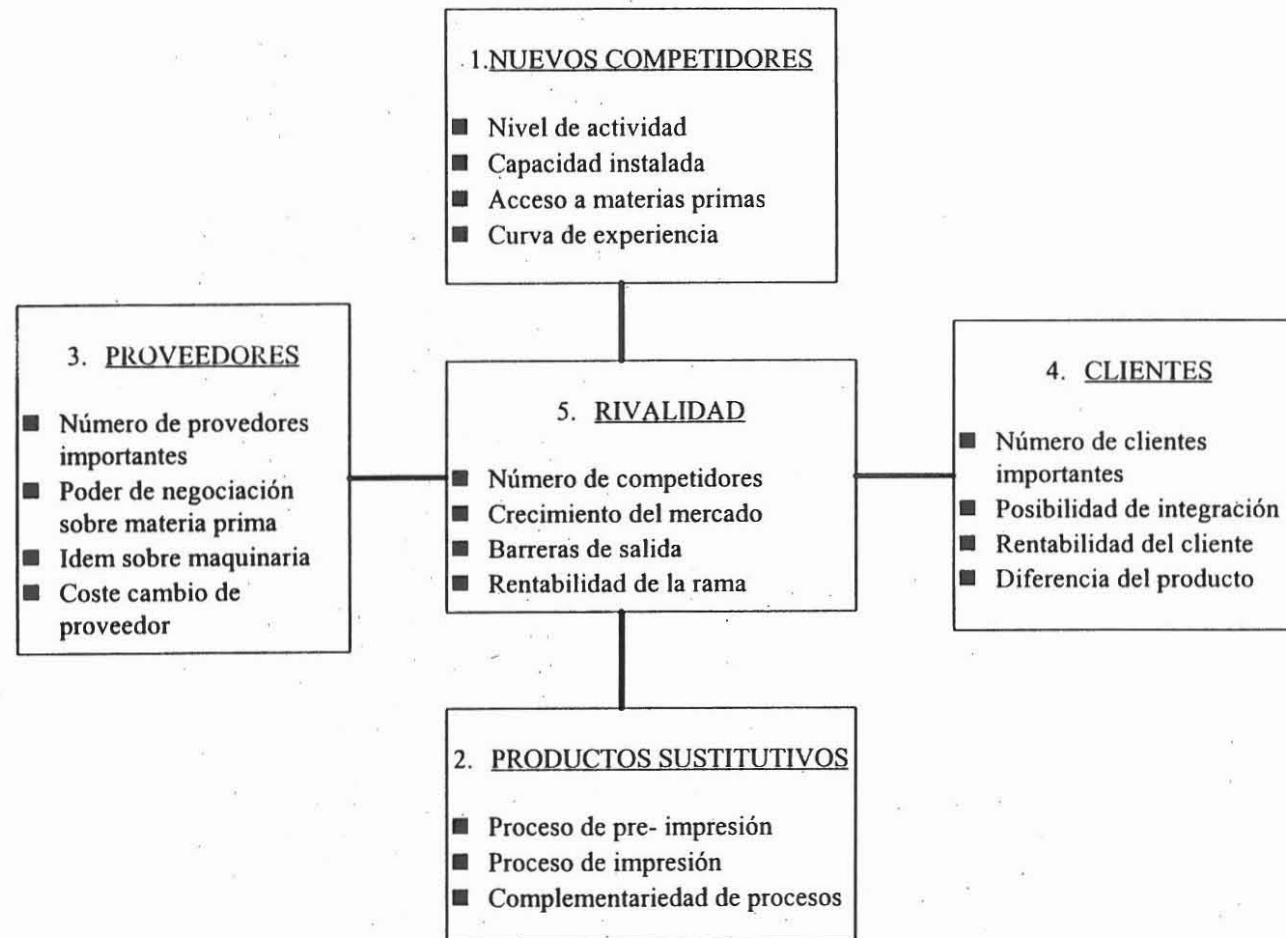 1.NUEVOS COMPETIDORES
■ Nivel de actividad
■ Capacidad instalada
■ Acceso a materias primas
■ Curva de experiencia
3. PROVEEDORES
■ Número de provedores
importantes
■ Poder de negociación
sobre materia prima
■ Idem sobre maquinaria
■ Coste cambio de
proveedor
5. RIVALIDAD
■ Número de competidores
■ Crecimiento del mercado
■ Barreras de salida
■ Rentabilidad de la rama
4. CLIENTES
■ Número de clientes
importantes
■ Posibilidad de integración
■ Rentabilidad del cliente
■ Diferencia del producto
2. PRODUCTOS SUSTITUTIVOS
■ Proceso de pre- impresión
■ Proceso de impresión
■ Complementariedad de procesos